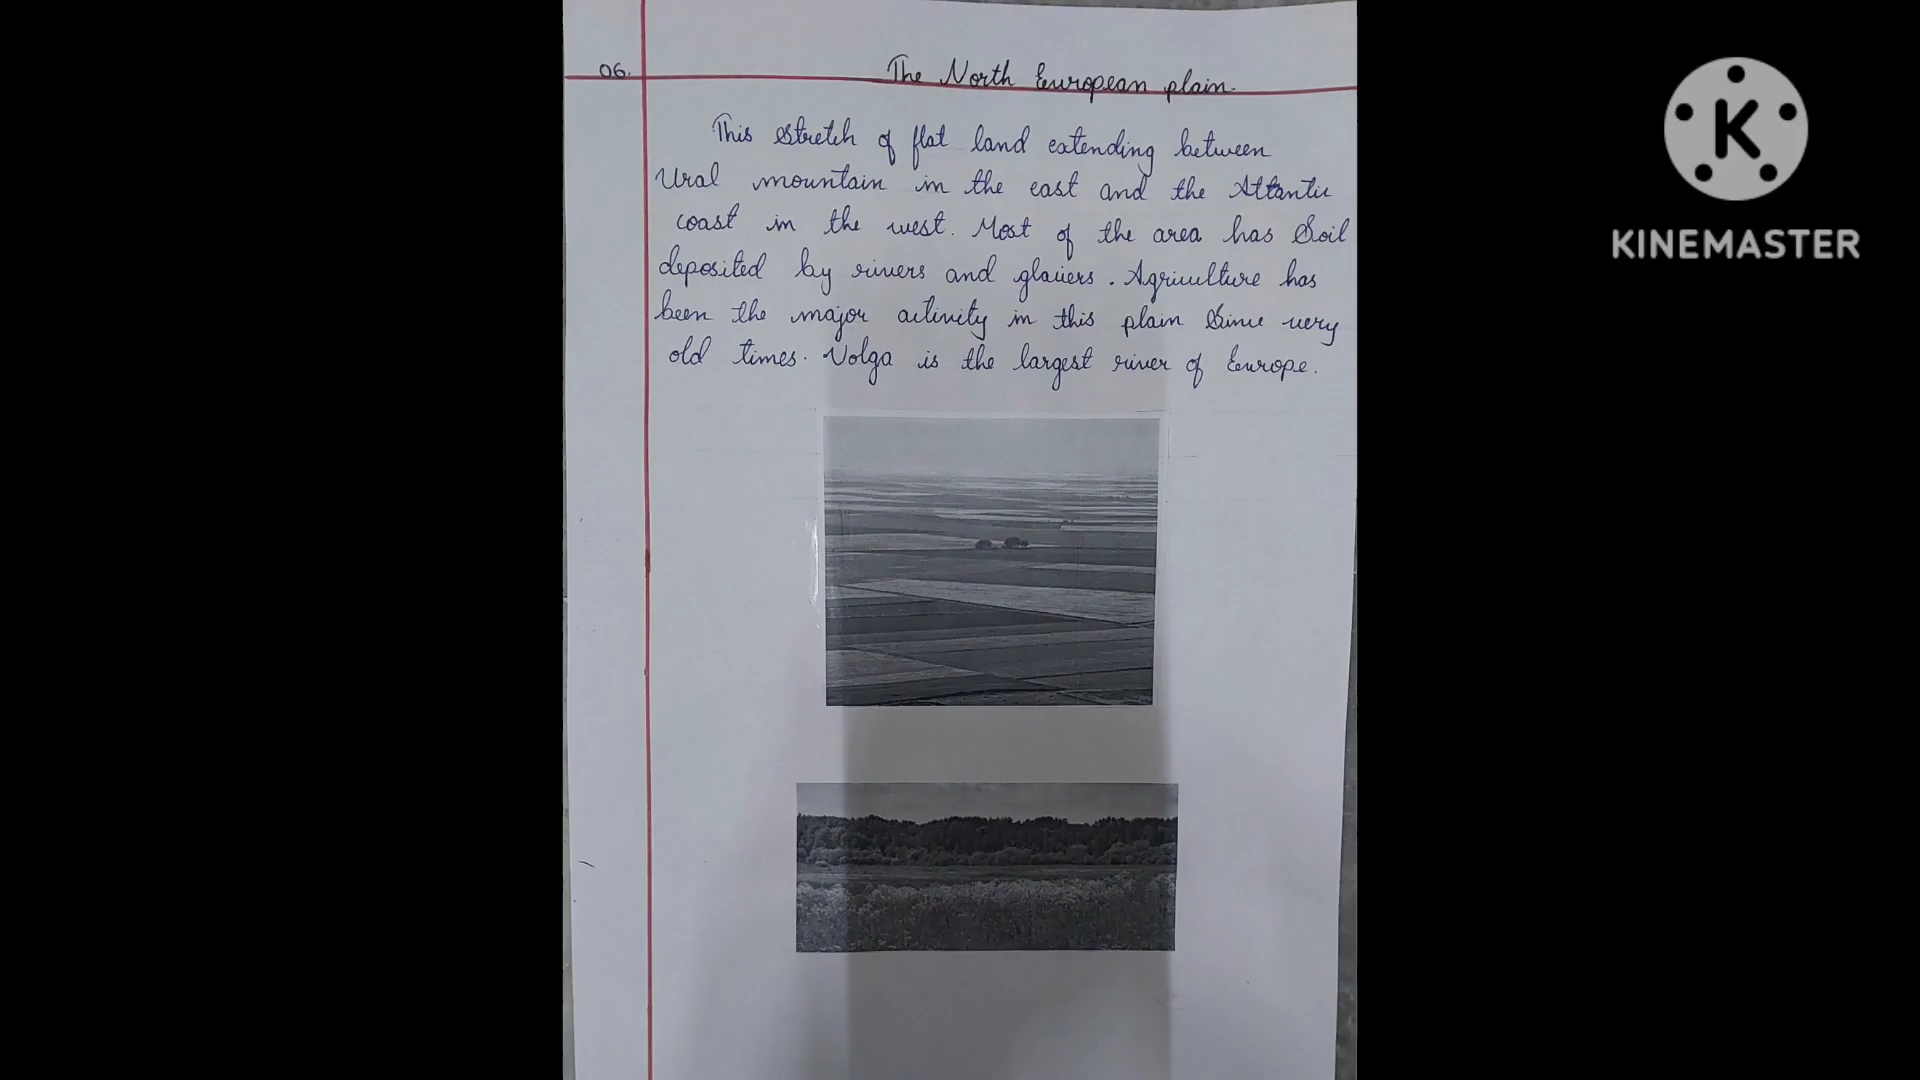 06.
The North European plain.
This stretch of flat land extending between
Ural mountain in the east and the Atlantic
coast in the west. Most of the area has Soil
deposited by rivers and glaciers. Agriculture has
been the major activity in this plain Since very
old times. Volga is the largest river of Europe.
K
KINEMASTER